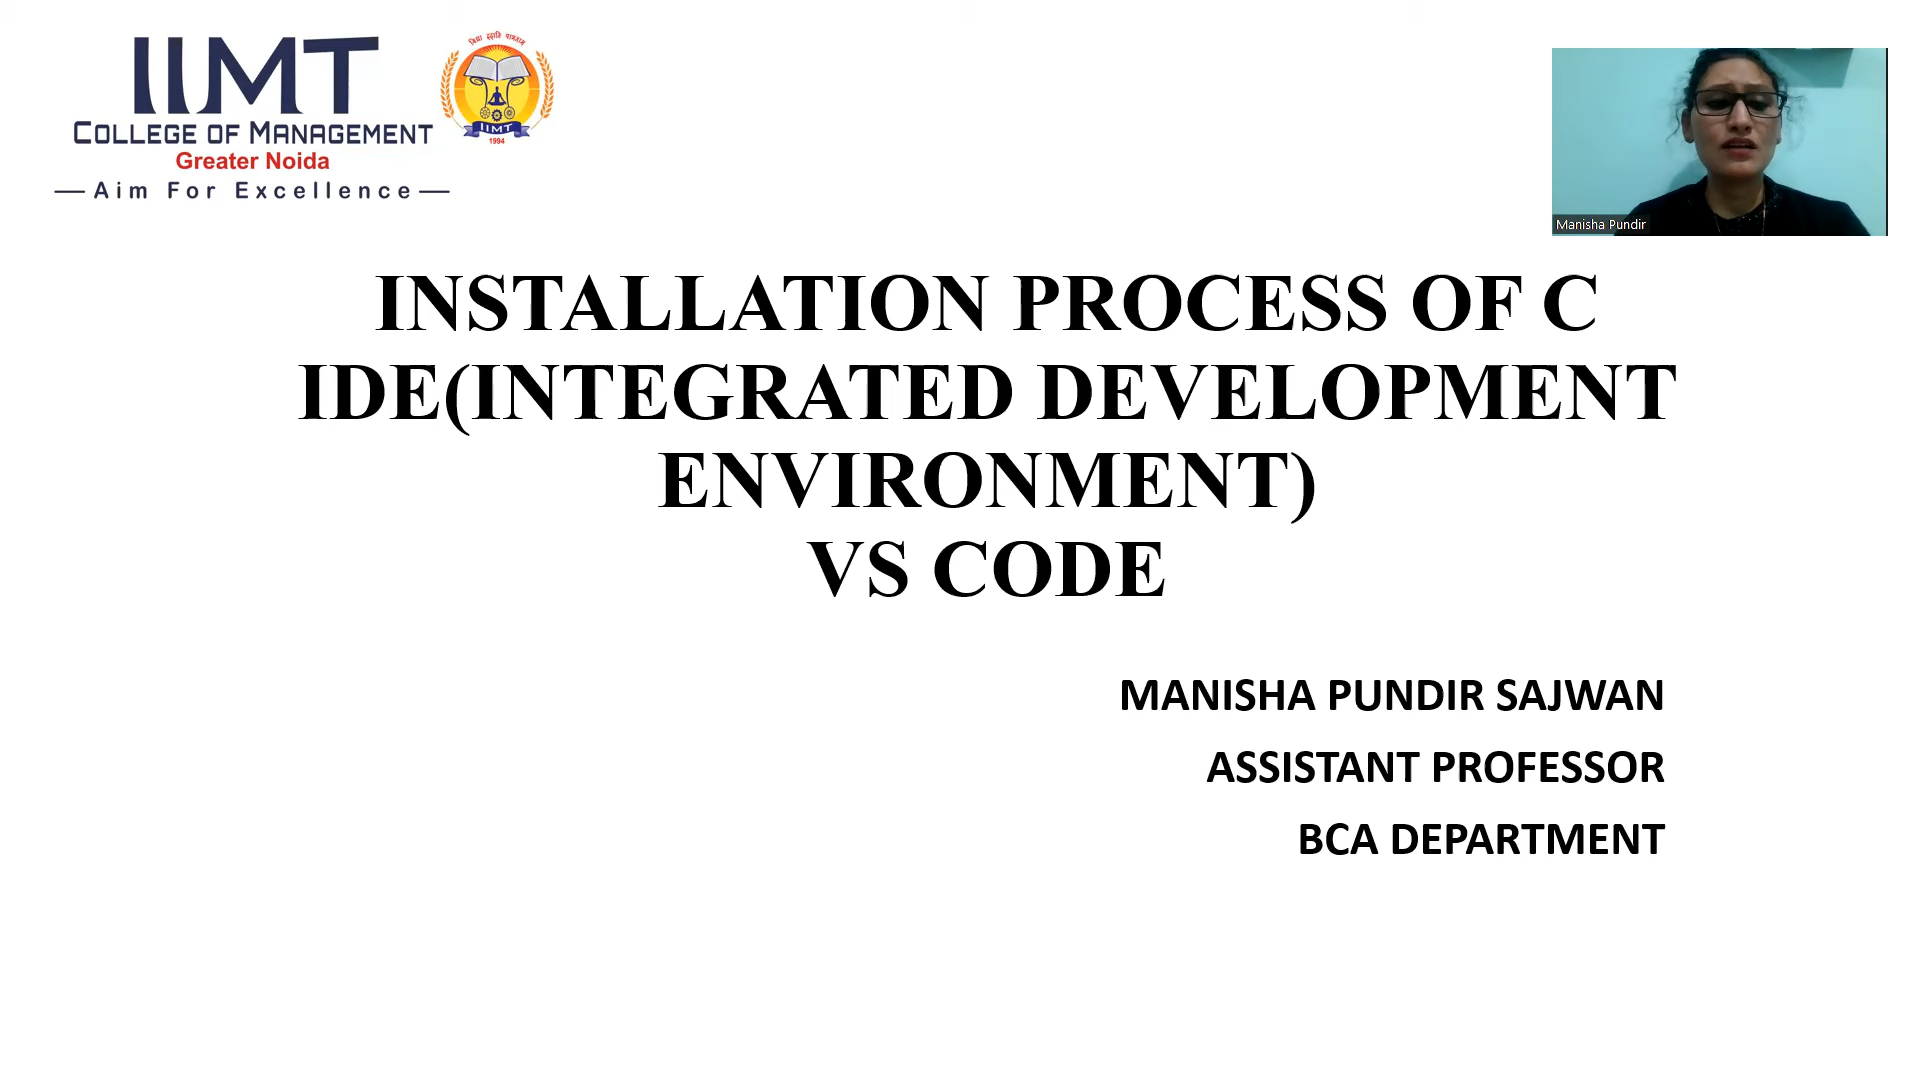 IIMT
COLLEGE OF MANAGEMENT
Greater Noida
Aim For Excellence
IIMT
1994
Manisha Pundir
INSTALLATION PROCESS OF C
IDE(INTEGRATED DEVELOPMENT
ENVIRONMENT)
VS CODE
MANISHA PUNDIR SAJWAN
ASSISTANT PROFESSOR
BCA DEPARTMENT